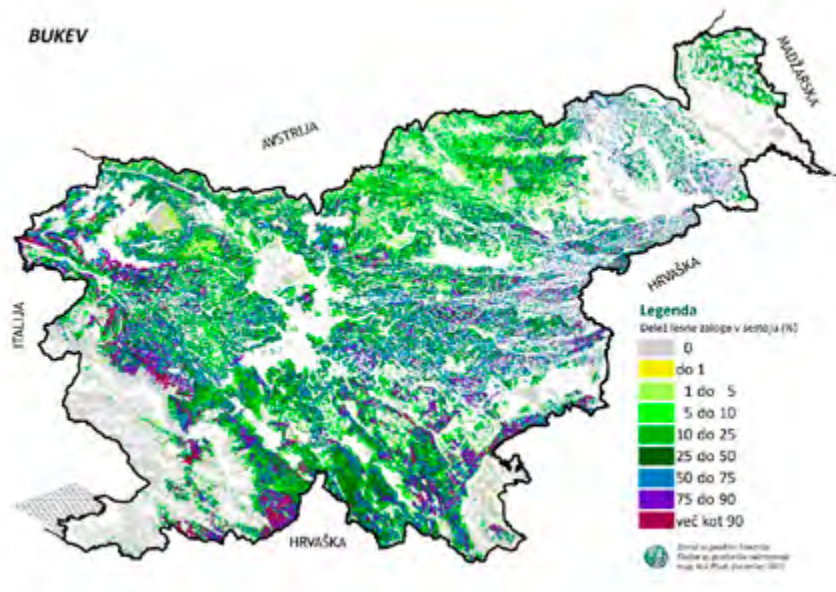 BUKEV
MADŽARSKA
AVSTRIJA
HRVAŠKA
ITALIJA
Legenda
Delež lesne zaloge v sestoju (%)
0
do 1
1 do 5
5 do 10
10 do 25
25 do 50
50 do 75
75 do 90
več kot 90
HRVAŠKA